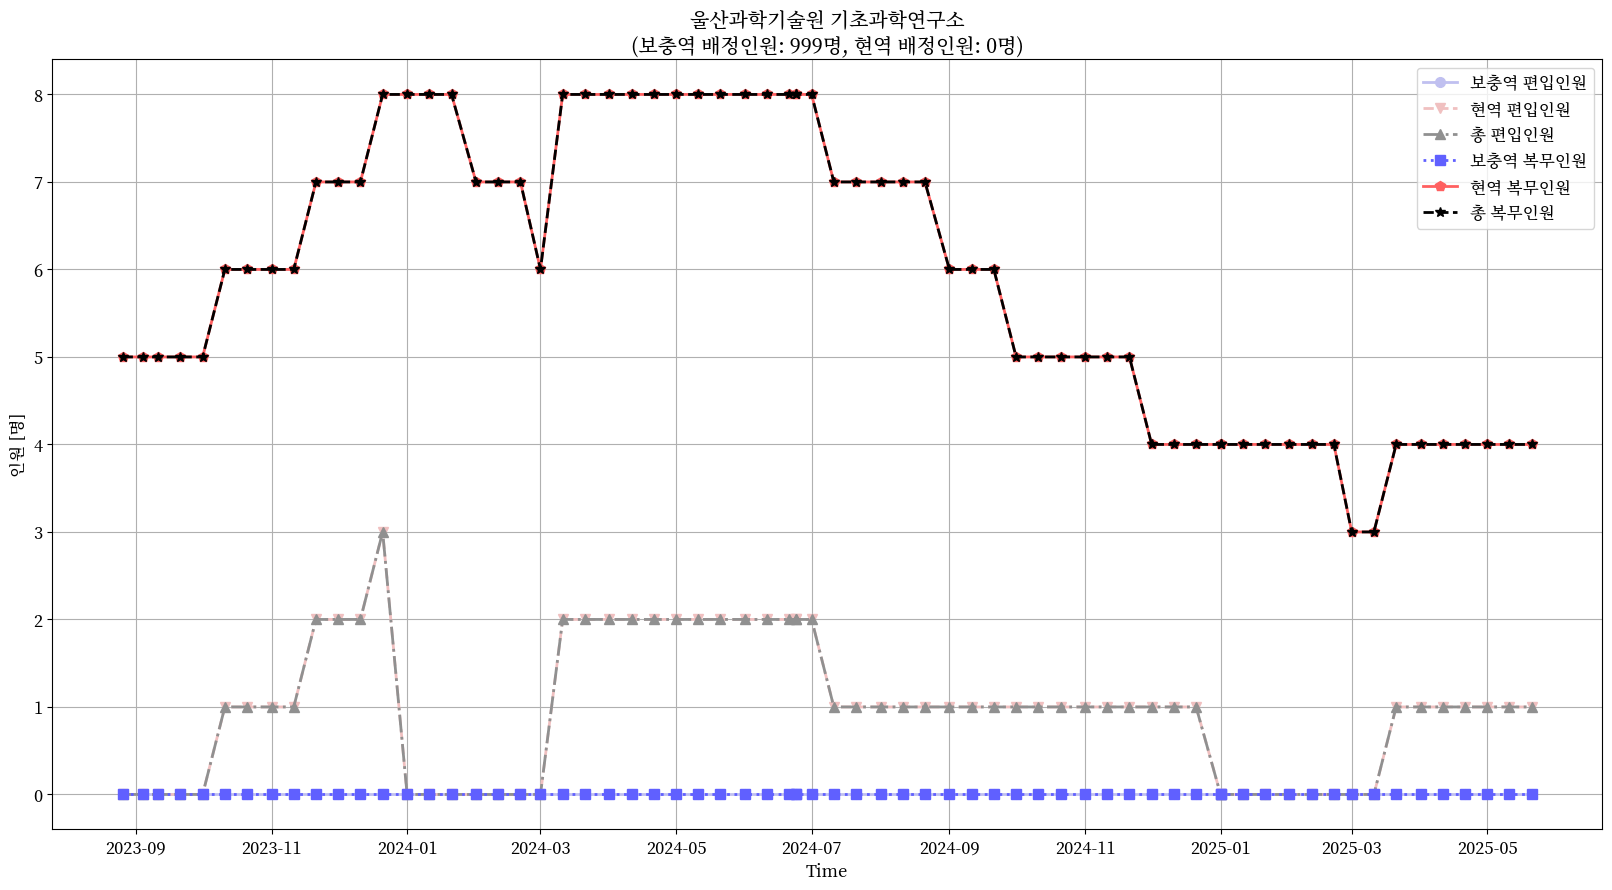 울산과학기술원 기초과학연구소
(보충역 배정인원: 999명, 현역 배정인원: 0명)
보충역 편입인원
현역 편입인원
총 편입인원
보충역 복무인원
현역 복무인원
총 복무인원
인원 [명]
8
7
6
5
4
3
2
1
0
2023-09
2023-11
2024-01
2024-03
2024-05
2024-07
2024-09
2024-11
2025-01
2025-03
2025-05
Time